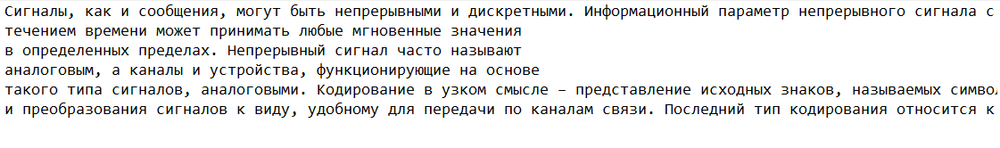 Сигналы, как и сообщения, могут быть непрерывными и дискретными. Информационный параметр непрерывного сигнала с
течением времени может принимать любые мгновенные значения
в определенных пределах. Непрерывный сигнал часто называют
аналоговым, а каналы и устройства, функционирующие на основе
такого типа сигналов, аналоговыми. Кодирование в узком смысле – представление исходных знаков, называемых
и преобразования сигналов к виду, удобному для передачи по каналам связи. Последний тип кодирования относится к